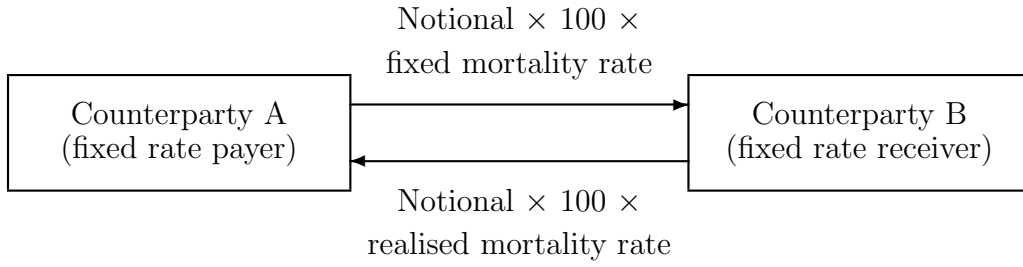 Notional × 100 ×
fixed mortality rate
Counterparty A
(fixed rate payer)
Counterparty B
(fixed rate receiver)
Notional × 100 ×
realised mortality rate